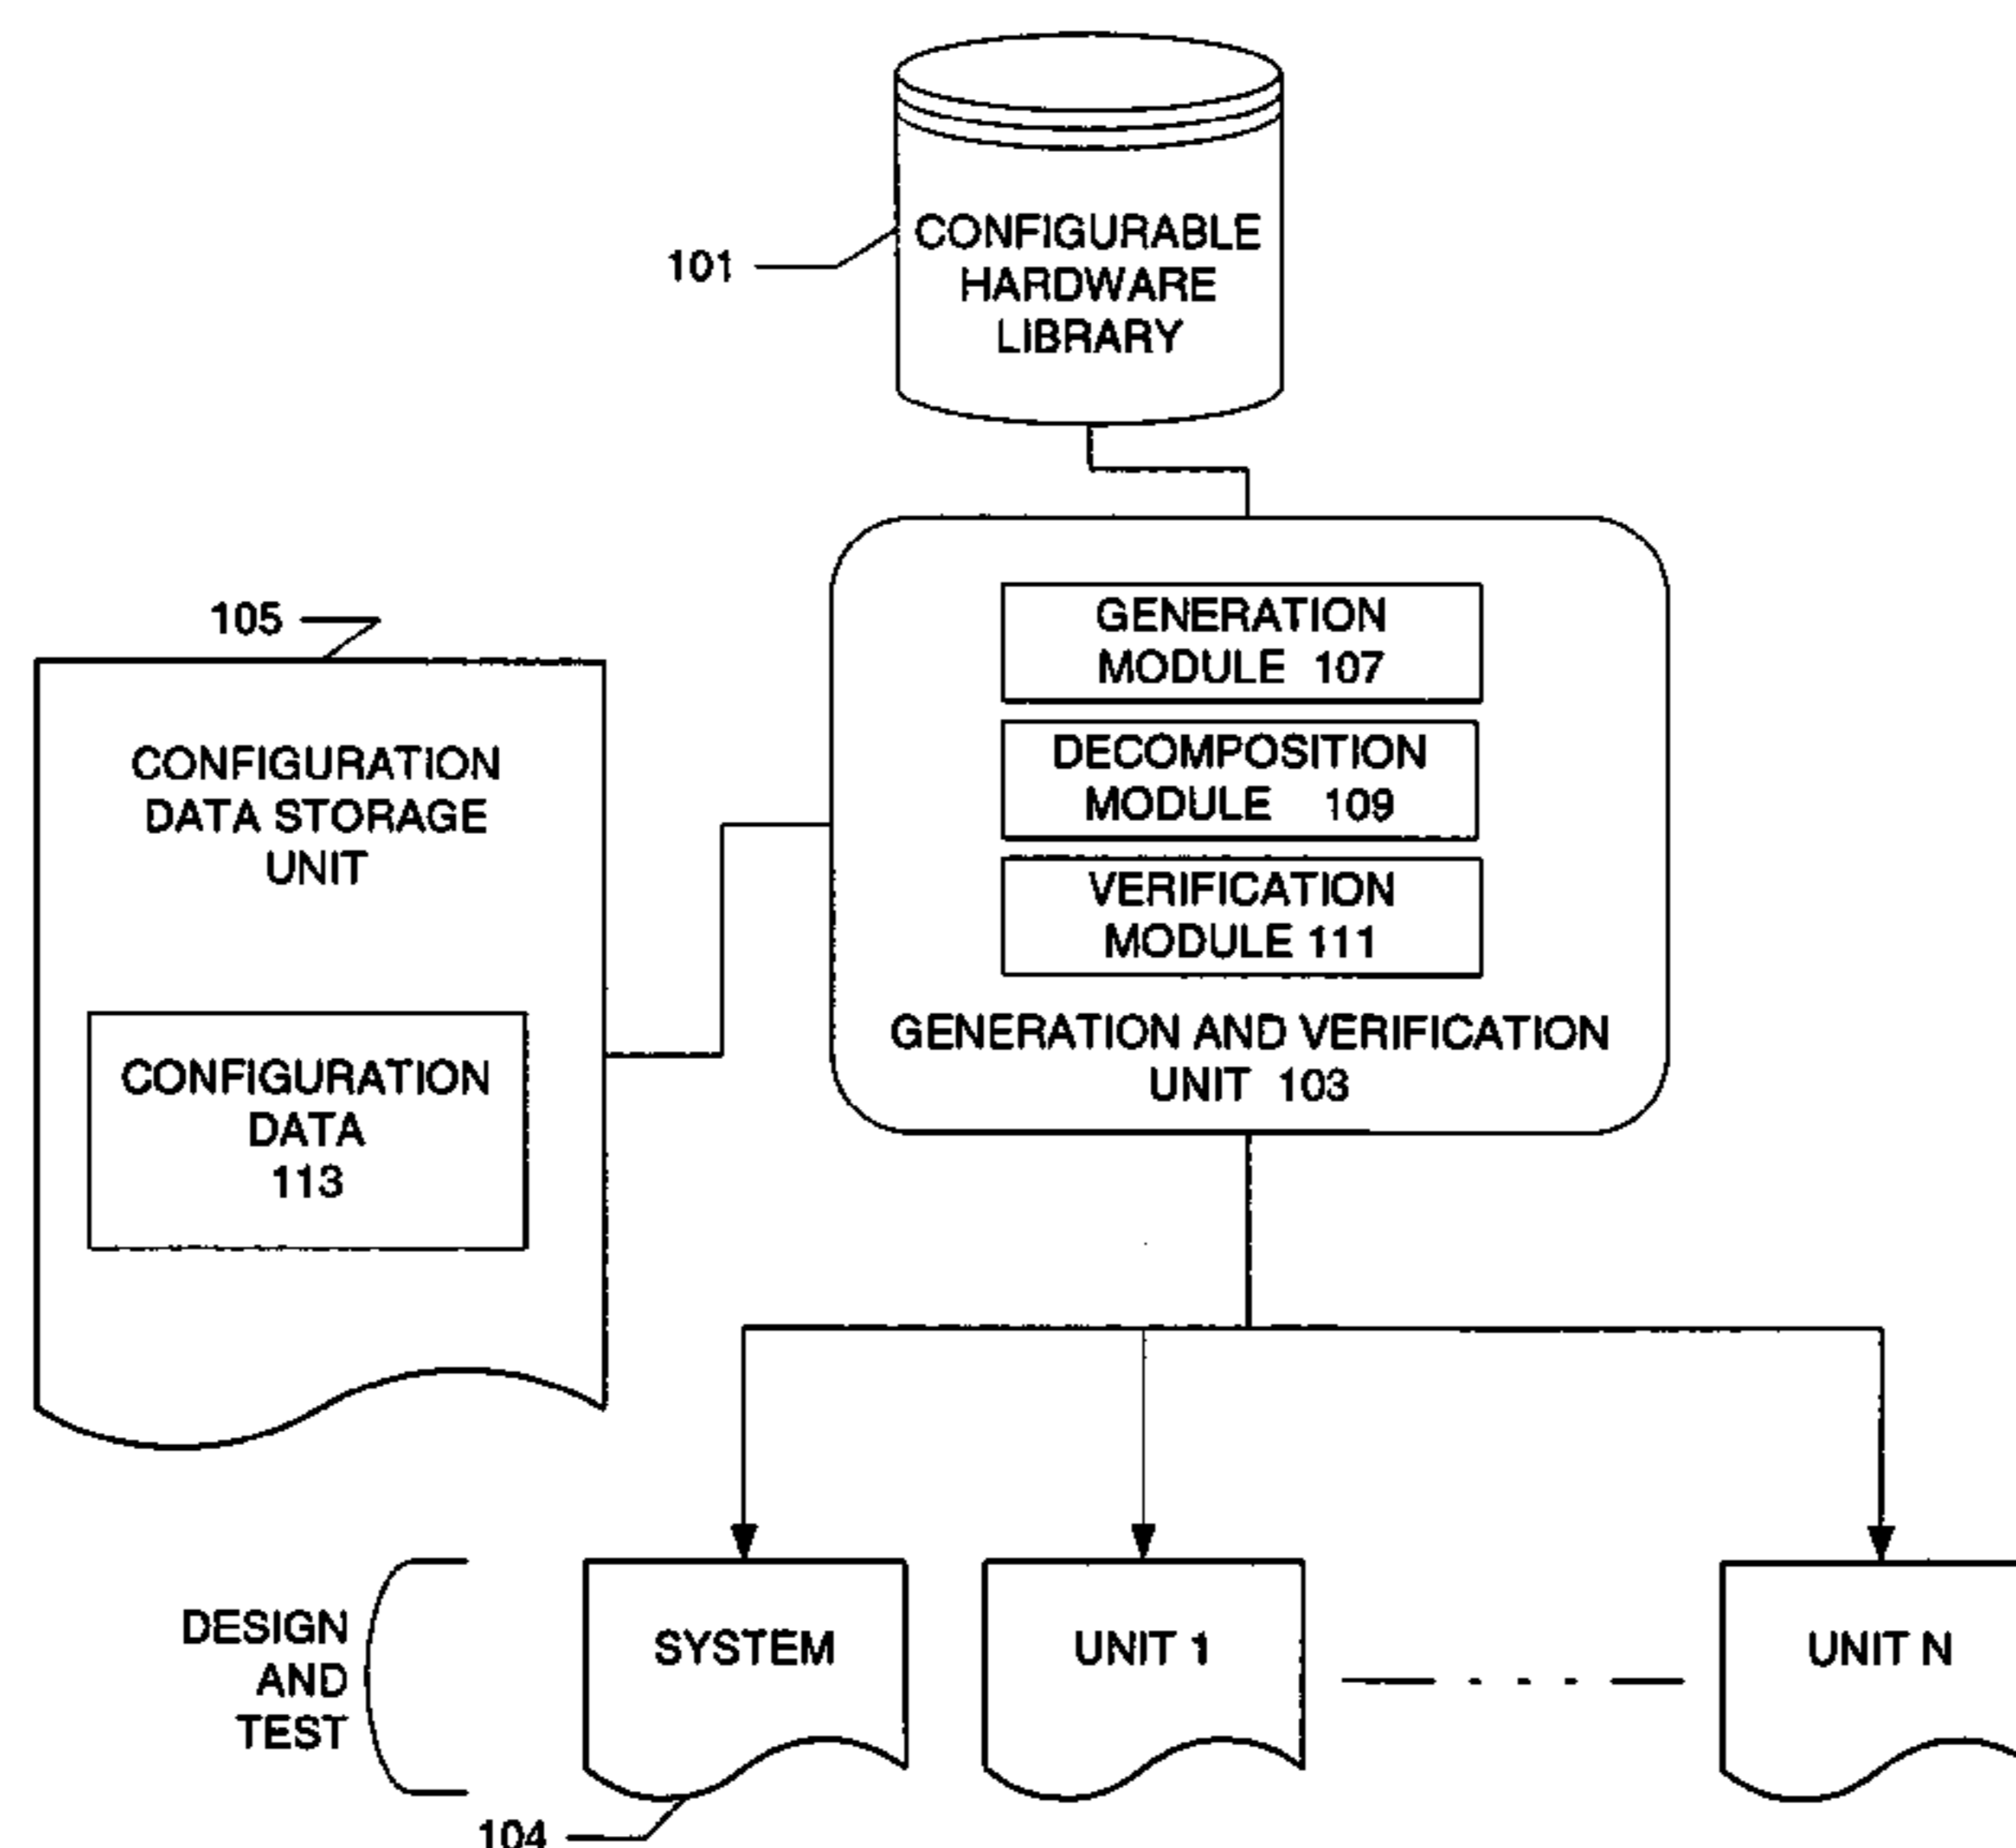 CONFIGURABLE
HARDWARE
LIBRARY
101
GENERATION
MODULE 107
DECOMPOSITION
MODULE 109
VERIFICATION
MODULE 111
GENERATION AND VERIFICATION
UNIT 103
105
CONFIGURATION
DATA STORAGE
UNIT
CONFIGURATION
DATA
113
DESIGN
AND
TEST
SYSTEM
UNIT 1
UNIT N
104